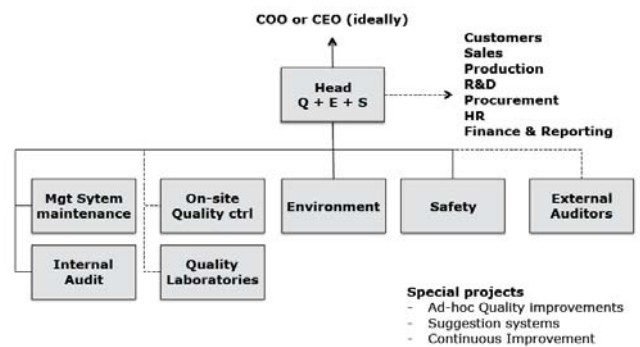 COO or CEO (ideally)
Head
Q + E + S
Customers
Sales
Production
R&D
Procurement
HR
Finance & Reporting
Mgt Sytem
maintenance
On-site
Quality ctrl
Environment
Safety
External
Auditors
Internal
Audit
Quality
Laboratories
Special projects
- Ad-hoc Quality improvements
- Suggestion systems
- Continuous Improvement